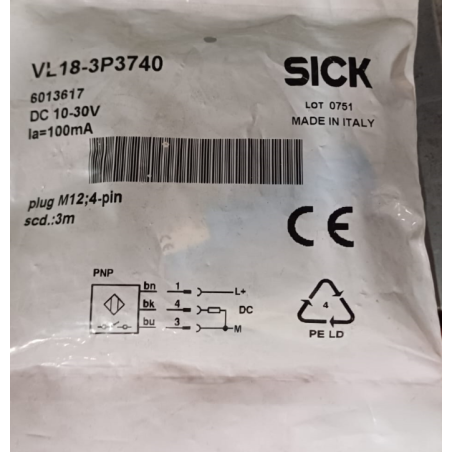 VL18-3P3740
6013617
DC 10-30V
Ia=100mA
SICK
LOT 0751
MADE IN ITALY
plug M12;4-pin
scd.:3m
CE
PNP
bn 1 L+
bk 4 DC
bu 3 M
4
PE LD